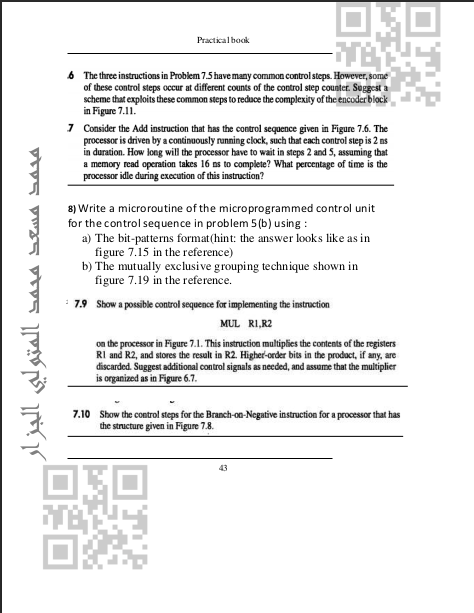 Practical book
.6 The three instructions in Problem 7.5 have many common control steps. However, some
of these control steps occur at different counts of the control step counter. Suggest a
scheme that exploits these common steps to reduce the complexity of the encoder block
in Figure 7.11.
.7 Consider the Add instruction that has the control sequence given in Figure 7.6. The
processor is driven by a continuously running clock, such that each control step is 2 ns
in duration. How long will the processor have to wait in steps 2 and 5, assuming that
a memory read operation takes 16 ns to complete? What percentage of time is the
processor idle during execution of this instruction?
8) Write a microroutine of the microprogrammed control unit
for the control sequence in problem 5(b) using :
a) The bit-patterns format(hint: the answer looks like as in
figure 7.15 in the reference)
b) The mutually exclusive grouping technique shown in
figure 7.19 in the reference.
7.9 Show a possible control sequence for implementing the instruction
MUL R1,R2
on the processor in Figure 7.1. This instruction multiplies the contents of the registers
R1 and R2, and stores the result in R2. Higher-order bits in the product, if any, are
discarded. Suggest additional control signals as needed, and assume that the multiplier
is organized as in Figure 6.7.
7.10 Show the control steps for the Branch-on-Negative instruction for a processor that has
the structure given in Figure 7.8.
43
محمد مسعد محمد المتولي الجزار